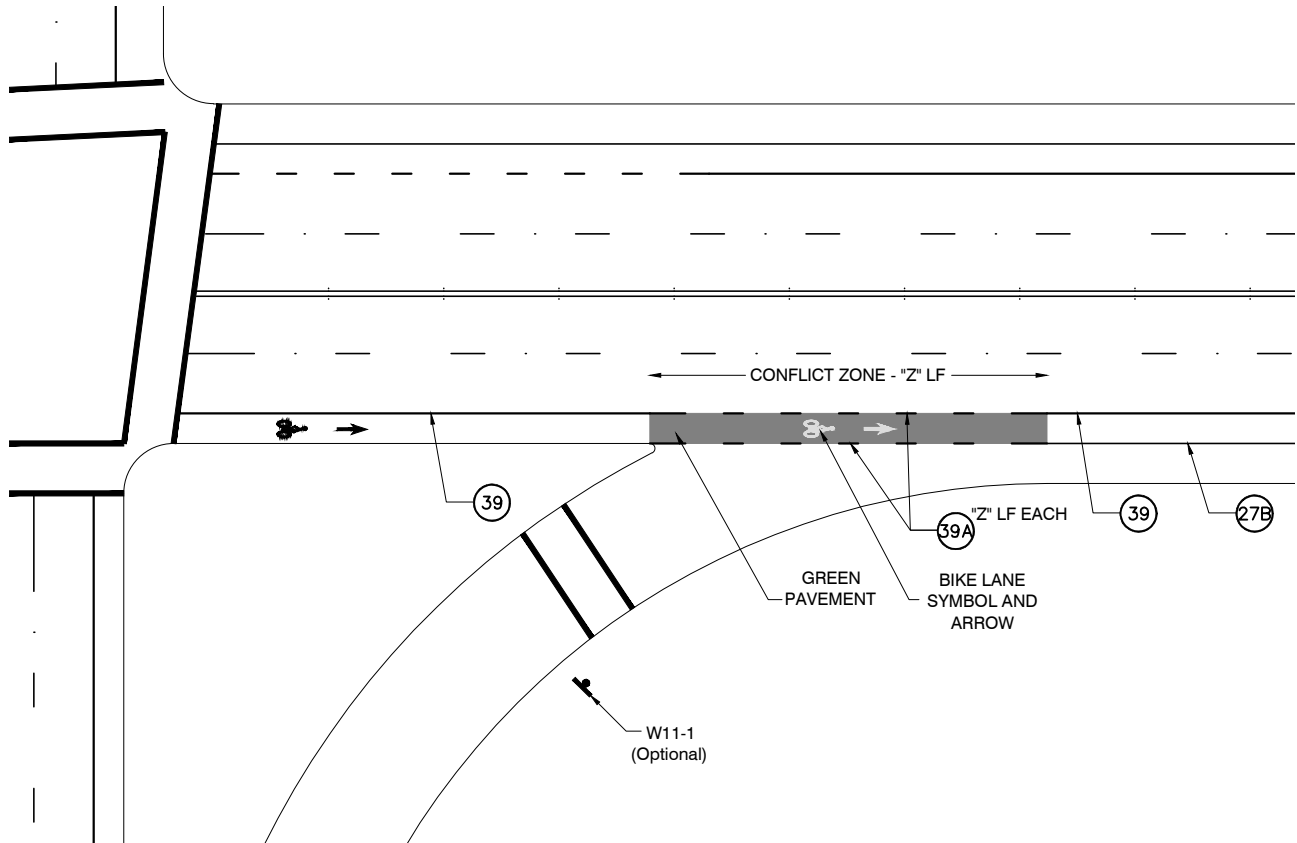 CONFLICT ZONE - "Z" LF
39
39A
"Z" LF EACH
39
27B
GREEN
PAVEMENT
BIKE LANE
SYMBOL AND
ARROW
W11-1
(Optional)